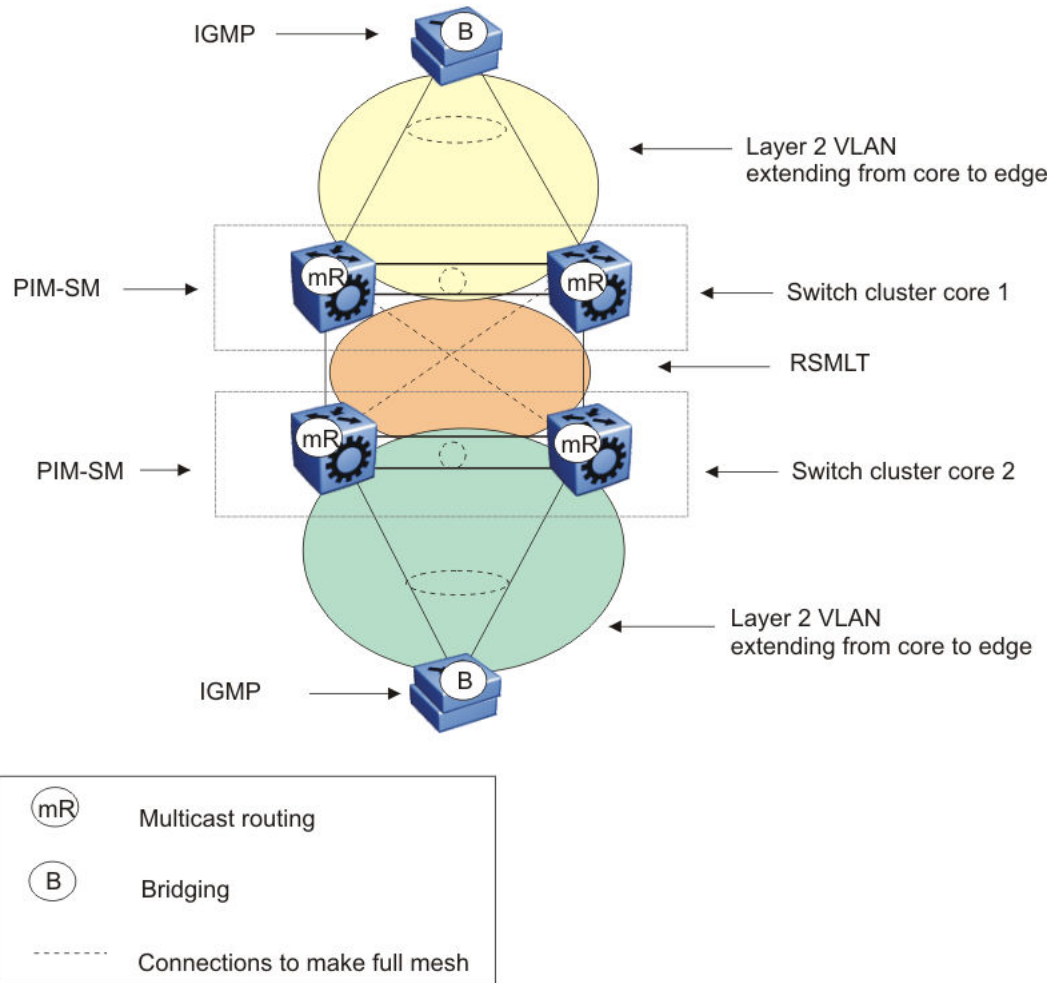 IGMP
B
Layer 2 VLAN
extending from core to edge
mR
mR
PIM-SM
Switch cluster core 1
RSMLT
mR
mR
PIM-SM
Switch cluster core 2
Layer 2 VLAN
extending from core to edge
IGMP
B
mR
Multicast routing
B
Bridging
Connections to make full mesh